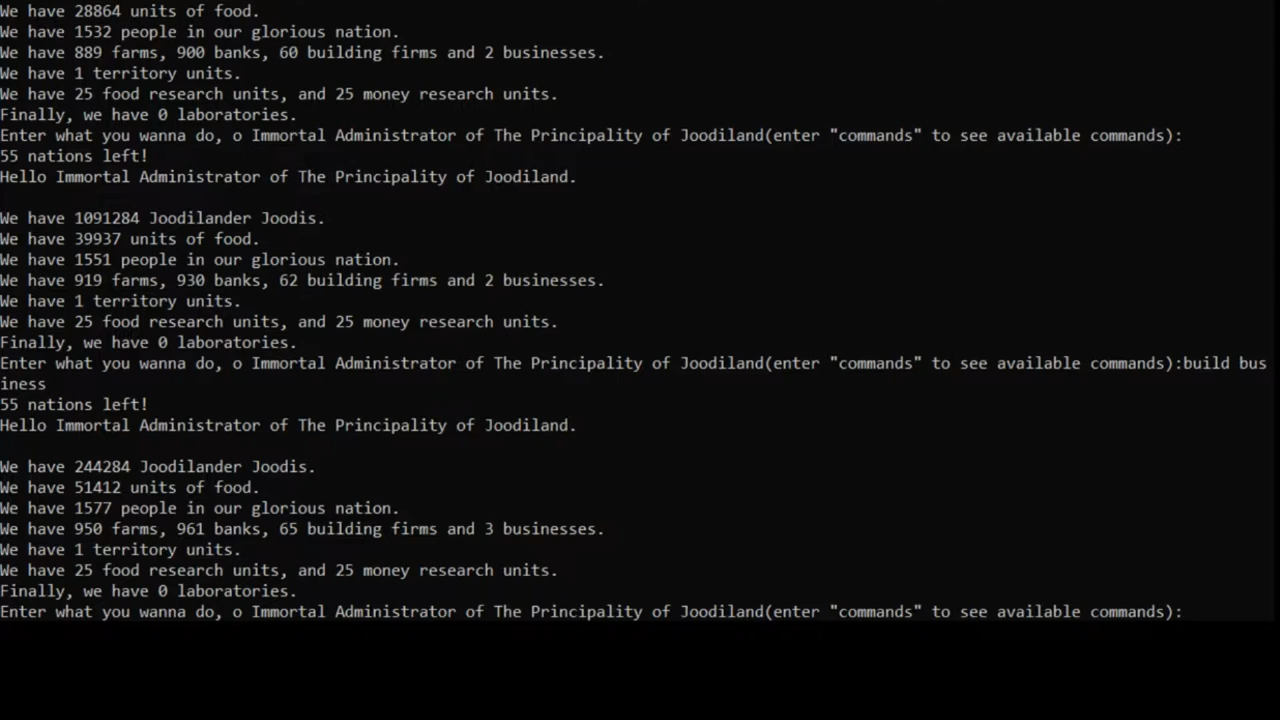 We have 28864 units of food.
We have 1532 people in our glorious nation.
We have 889 farms, 900 banks, 60 building firms and 2 businesses.
We have 1 territory units.
We have 25 food research units, and 25 money research units.
Finally, we have 0 laboratories.
Enter what you wanna do, o Immortal Administrator of The Principality of Joodiland(enter "commands" to see available commands):
55 nations left!
Hello Immortal Administrator of The Principality of Joodiland.
We have 1091284 Joodilander Joodis.
We have 39937 units of food.
We have 1551 people in our glorious nation.
We have 919 farms, 930 banks, 62 building firms and 2 businesses.
We have 1 territory units.
We have 25 food research units, and 25 money research units.
Finally, we have 0 laboratories.
Enter what you wanna do, o Immortal Administrator of The Principality of Joodiland(enter "commands" to see available commands):build bus
iness
55 nations left!
Hello Immortal Administrator of The Principality of Joodiland.
We have 244284 Joodilander Joodis.
We have 51412 units of food.
We have 1577 people in our glorious nation.
We have 950 farms, 961 banks, 65 building firms and 3 businesses.
We have 1 territory units.
We have 25 food research units, and 25 money research units.
Finally, we have 0 laboratories.
Enter what you wanna do, o Immortal Administrator of The Principality of Joodiland(enter "commands" to see available commands):